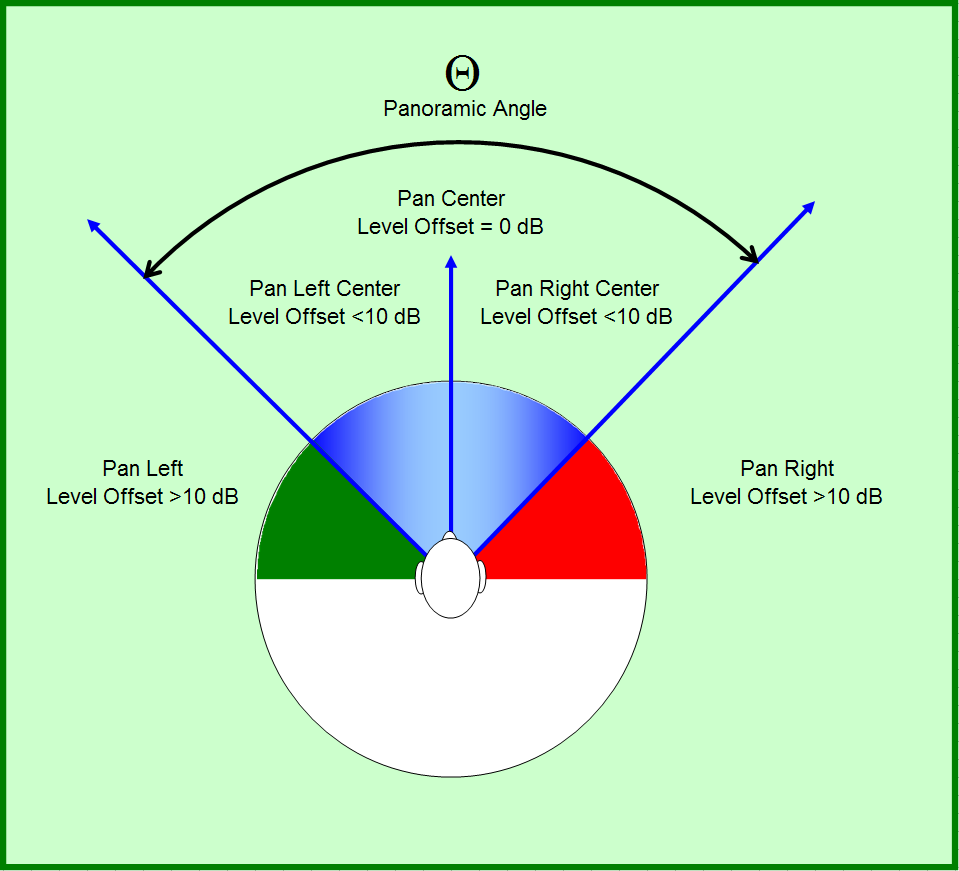 Θ
Panoramic Angle
Pan Center
Level Offset = 0 dB
Pan Left Center
Level Offset <10 dB
Pan Right Center
Level Offset <10 dB
Pan Left
Level Offset >10 dB
Pan Right
Level Offset >10 dB